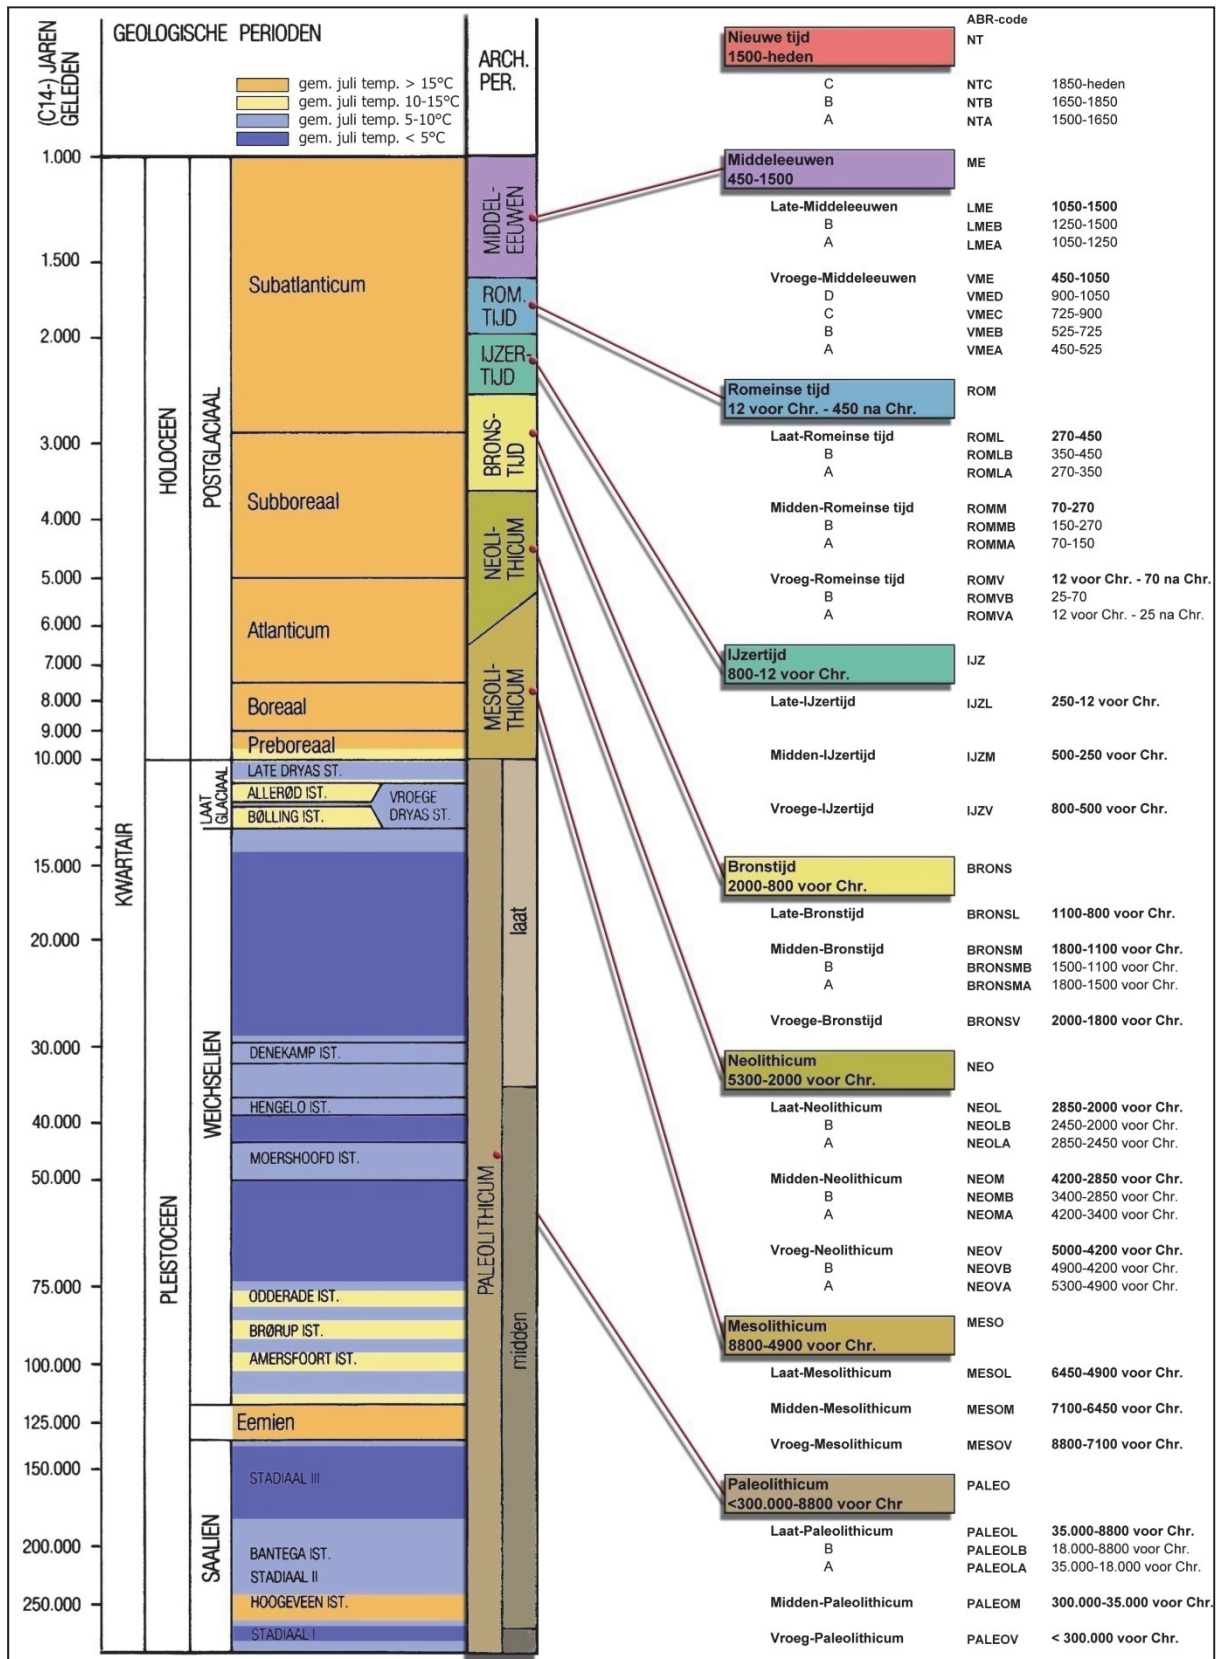 (C14-) JAREN
GELEDEN
GEOLOGISCHE PERIODEN
gem. juli temp. > 15°C
gem. juli temp. 10-15°C
gem. juli temp. 5-10°C
gem. juli temp. < 5°C
ARCH.
PER.
1.000
1.500
2.000
3.000
4.000
5.000
6.000
7.000
8.000
9.000
10.000
15.000
20.000
30.000
40.000
50.000
75.000
100.000
125.000
150.000
200.000
250.000
KWARTAIR
HOLOCEEN
PLEISTOCEEN
POSTGLACIAAL
LAAT
GLACIAAL
WEICHSELIEN
SAALIEN
Subatlanticum
Subboreaal
Atlanticum
Boreaal
Preboreaal
LATE DRYAS ST.
ALLERØD IST.
VROEGE
DRYAS ST.
BØLLING IST.
DENEKAMP IST.
HENGELO IST.
MOERSHOOFD IST.
ODDERADE IST.
BRØRUP IST.
AMERSFOORT IST.
Eemien
STADIAAL III
BANTEGA IST.
STADIAAL II
HOOGEVEEN IST.
STADIAAL I
MIDDEL-
EEUWEN
ROM.
TIJD
IJZER-
TIJD
BRONS-
TIJD
NEOLI-
THICUM
MESOLI-
THICUM
PALEOLITHICUM
laat
midden
ABR-code
Nieuwe tijd NT
1500-heden
C NTC 1850-heden
B NTB 1650-1850
A NTA 1500-1650
Middeleeuwen ME
450-1500
Late-Middeleeuwen LME 1050-1500
B LMEB 1250-1500
A LMEA 1050-1250
Vroege-Middeleeuwen VME 450-1050
D VMED 900-1050
C VMEC 725-900
B VMEB 525-725
A VMEA 450-525
Romeinse tijd ROM
12 voor Chr. - 450 na Chr.
Laat-Romeinse tijd ROML 270-450
B ROMLB 350-450
A ROMLA 270-350
Midden-Romeinse tijd ROMM 70-270
B ROMMB 150-270
A ROMMA 70-150
Vroeg-Romeinse tijd ROMV 12 voor Chr. - 70 na Chr.
B ROMVB 25-70
A ROMVA 12 voor Chr. - 25 na Chr.
IJzertijd IJZ
800-12 voor Chr.
Late-IJzertijd IJZL 250-12 voor Chr.
Midden-IJzertijd IJZM 500-250 voor Chr.
Vroege-IJzertijd IJZV 800-500 voor Chr.
Bronstijd BRONS
2000-800 voor Chr.
Late-Bronstijd BRONSL 1100-800 voor Chr.
Midden-Bronstijd BRONSM 1800-1100 voor Chr.
B BRONSMB 1500-1100 voor Chr.
A BRONSMA 1800-1500 voor Chr.
Vroege-Bronstijd BRONSV 2000-1800 voor Chr.
Neolithicum NEO
5300-2000 voor Chr.
Laat-Neolithicum NEOL 2850-2000 voor Chr.
B NEOLB 2450-2000 voor Chr.
A NEOLA 2850-2450 voor Chr.
Midden-Neolithicum NEOM 4200-2850 voor Chr.
B NEOMB 3400-2850 voor Chr.
A NEOMA 4200-3400 voor Chr.
Vroeg-Neolithicum NEOV 5000-4200 voor Chr.
B NEOVB 4900-4200 voor Chr.
A NEOVA 5300-4900 voor Chr.
Mesolithicum MESO
8800-4900 voor Chr.
Laat-Mesolithicum MESOL 6450-4900 voor Chr.
Midden-Mesolithicum MESOM 7100-6450 voor Chr.
Vroeg-Mesolithicum MESOV 8800-7100 voor Chr.
Paleolithicum PALEO
<300.000-8800 voor Chr
Laat-Paleolithicum PALEOL 35.000-8800 voor Chr.
B PALEOLB 18.000-8800 voor Chr.
A PALEOLA 35.000-18.000 voor Chr.
Midden-Paleolithicum PALEOM 300.000-35.000 voor Chr.
Vroeg-Paleolithicum PALEOV < 300.000 voor Chr.